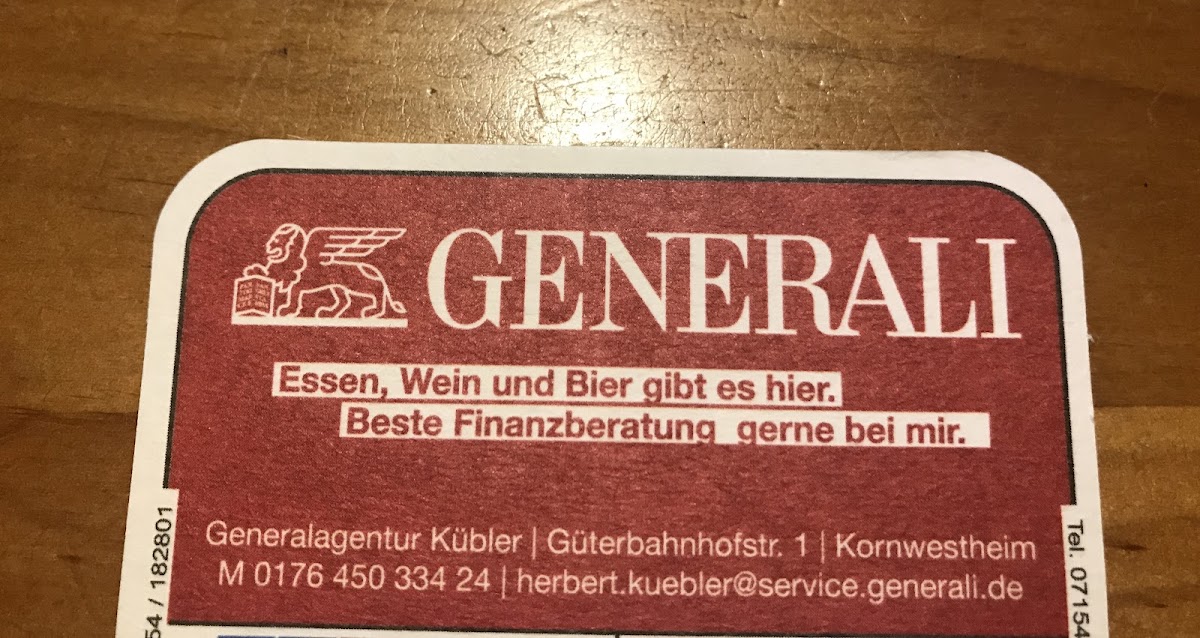 GENERALI
Essen, Wein und Bier gibt es hier.
Beste Finanzberatung gerne bei mir.
Generalagentur Kübler | Güterbahnhofstr. 1 | Kornwestheim
M 0176 450 334 24 | herbert.kuebler@service.generali.de
54 / 182801
Tel. 07154